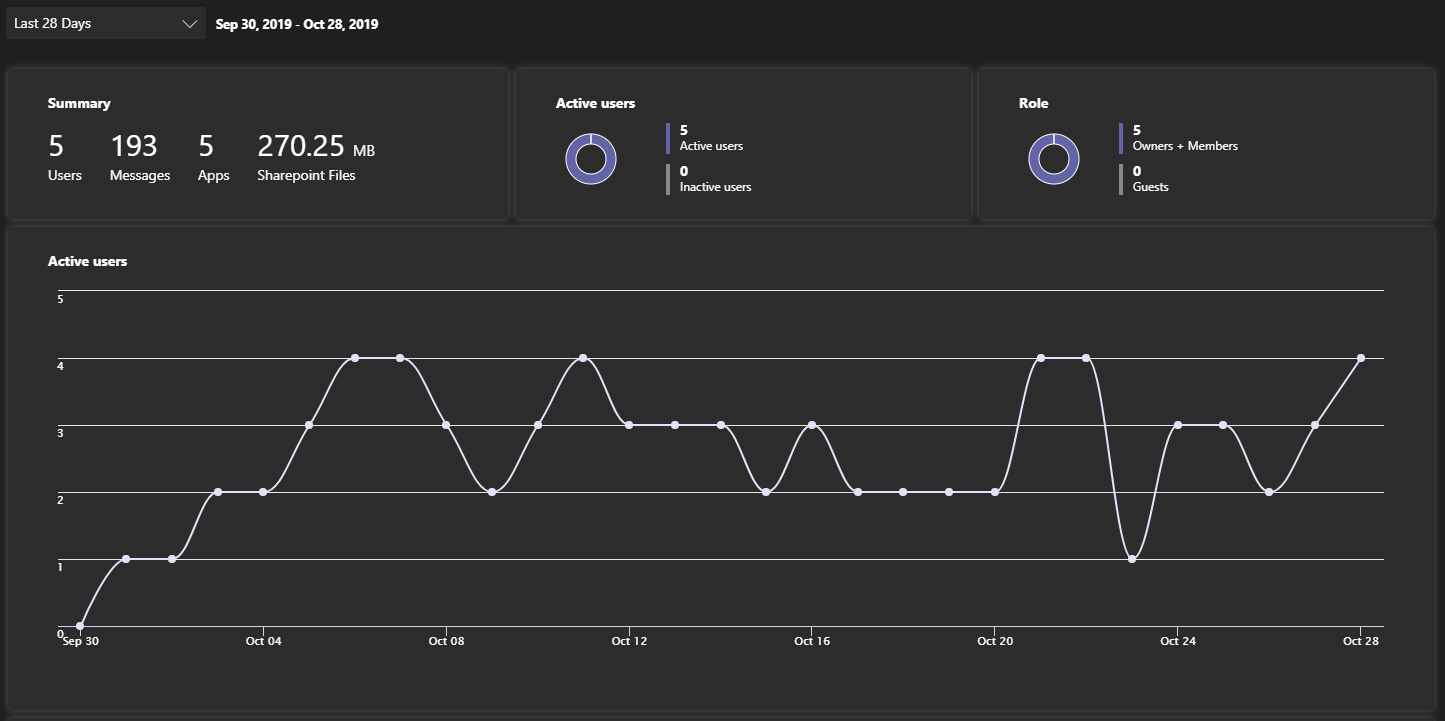 Last 28 Days
Sep 30, 2019 - Oct 28, 2019
Summary
5 193 5 270.25 MB
Users Messages Apps Sharepoint Files
Active users
5
Active users
0
Inactive users
Role
5
Owners + Members
0
Guests
Active users
5
4
3
2
1
0
Sep 30 Oct 04 Oct 08 Oct 12 Oct 16 Oct 20 Oct 24 Oct 28